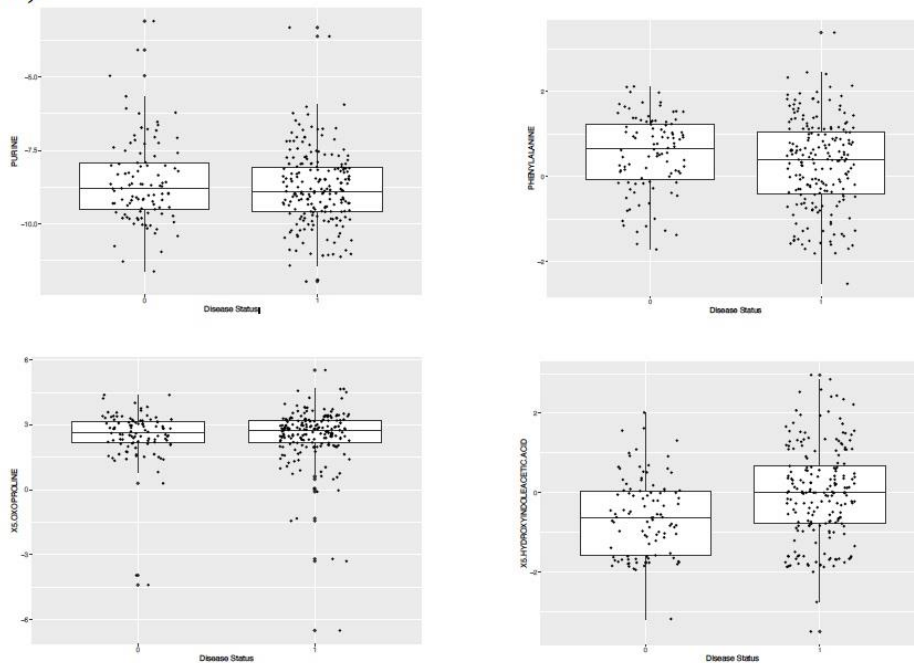 )
−5.0
−7.5
−10.0
PURINE
0 1
Disease Status
2
0
−2
PHENYLALANINE
0 1
Disease Status
6
3
0
−3
−6
X5.OXOPROLINE
0 1
Disease Status
2
0
−2
X5.HYDROXYINDOLEACETIC ACID
0 1
Disease Status